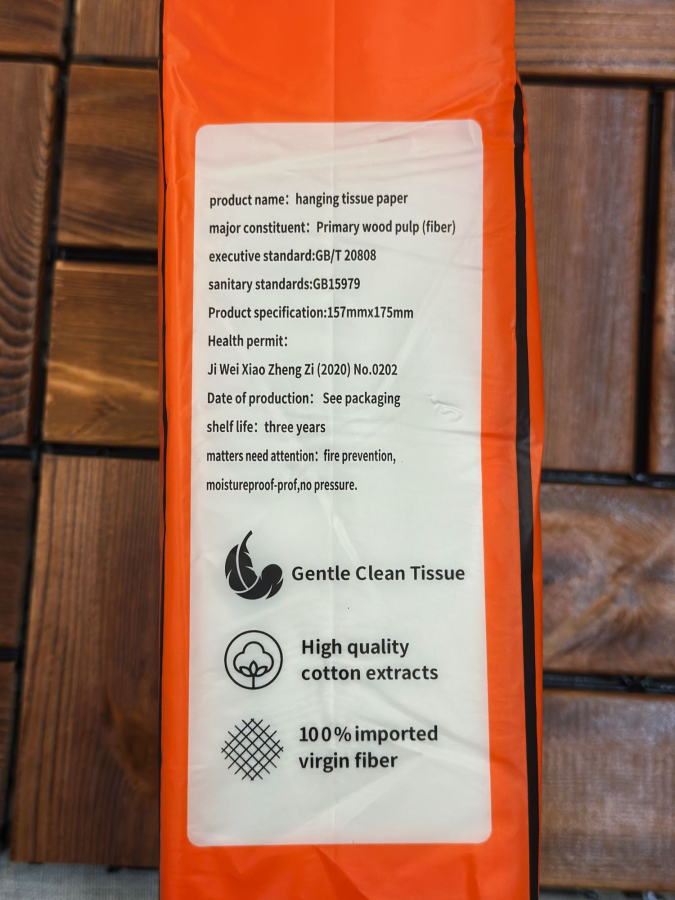 product name：hanging tissue paper
major constituent：Primary wood pulp (fiber)
executive standard:GB/T 20808
sanitary standards:GB15979
Product specification:157mmx175mm
Health permit：
Ji Wei Xiao Zheng Zi (2020) No.0202
Date of production：See packaging
shelf life：three years
matters need attention：fire prevention,
moistureproof-prof,no pressure.
Gentle Clean Tissue
High quality
cotton extracts
100% imported
virgin fiber